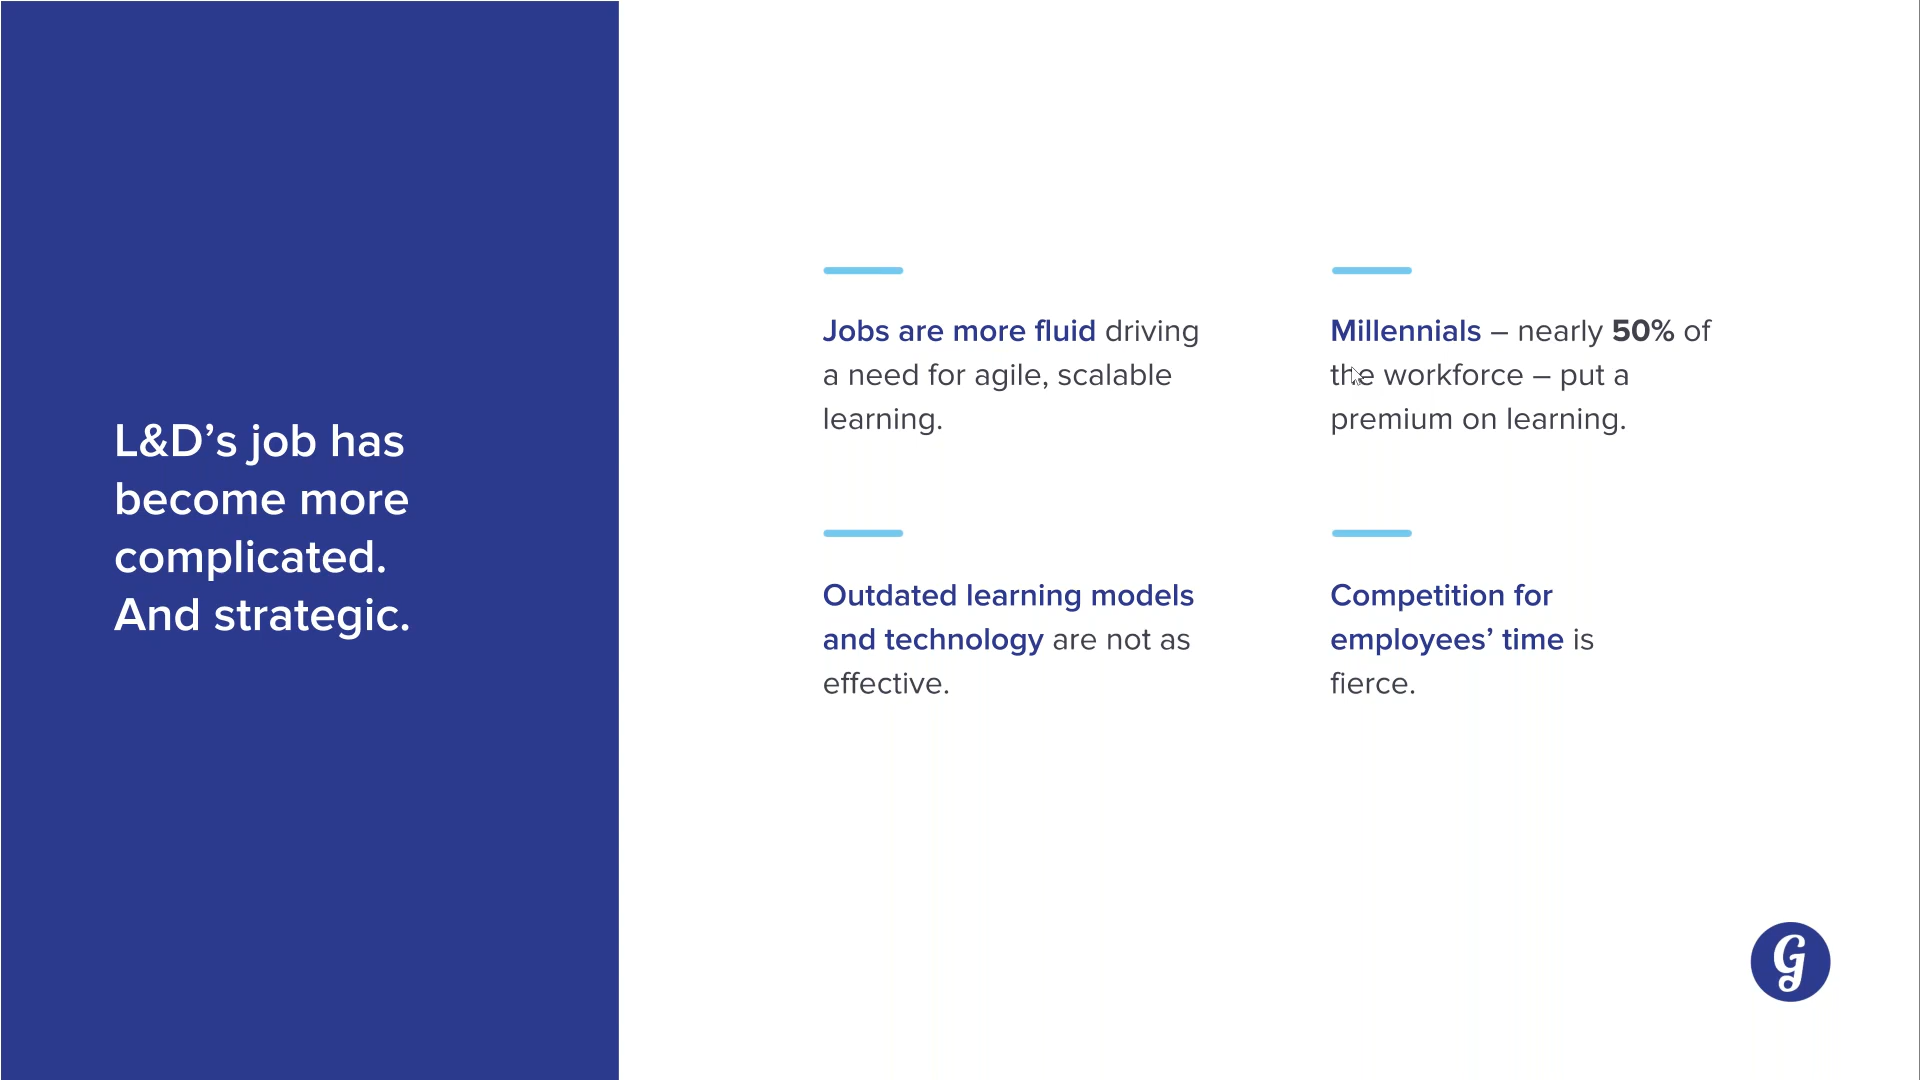 L&D’s job has
become more
complicated.
And strategic.
Jobs are more fluid driving
a need for agile, scalable
learning.
Millennials – nearly 50% of
the workforce – put a
premium on learning.
Outdated learning models
and technology are not as
effective.
Competition for
employees’ time is
fierce.
G